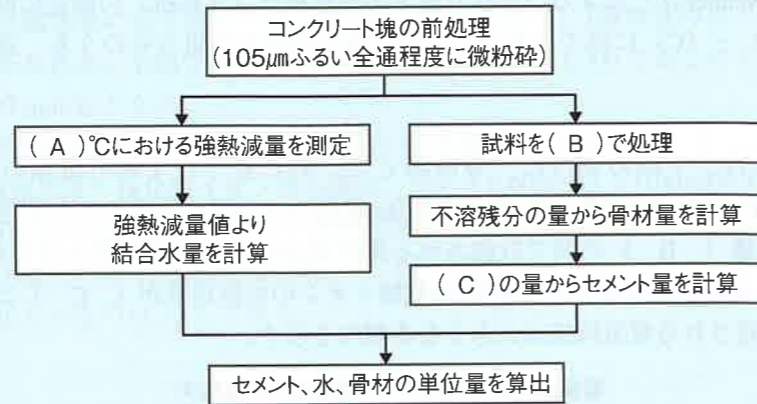 コンクリート塊の前処理
(105μmふるい全通程度に微粉砕)
( A )℃における強熱減量を測定
試料を( B )で処理
強熱減量値より
結合水量を計算
不溶残分の量から骨材量を計算
( C )の量からセメント量を計算
セメント、水、骨材の単位量を算出